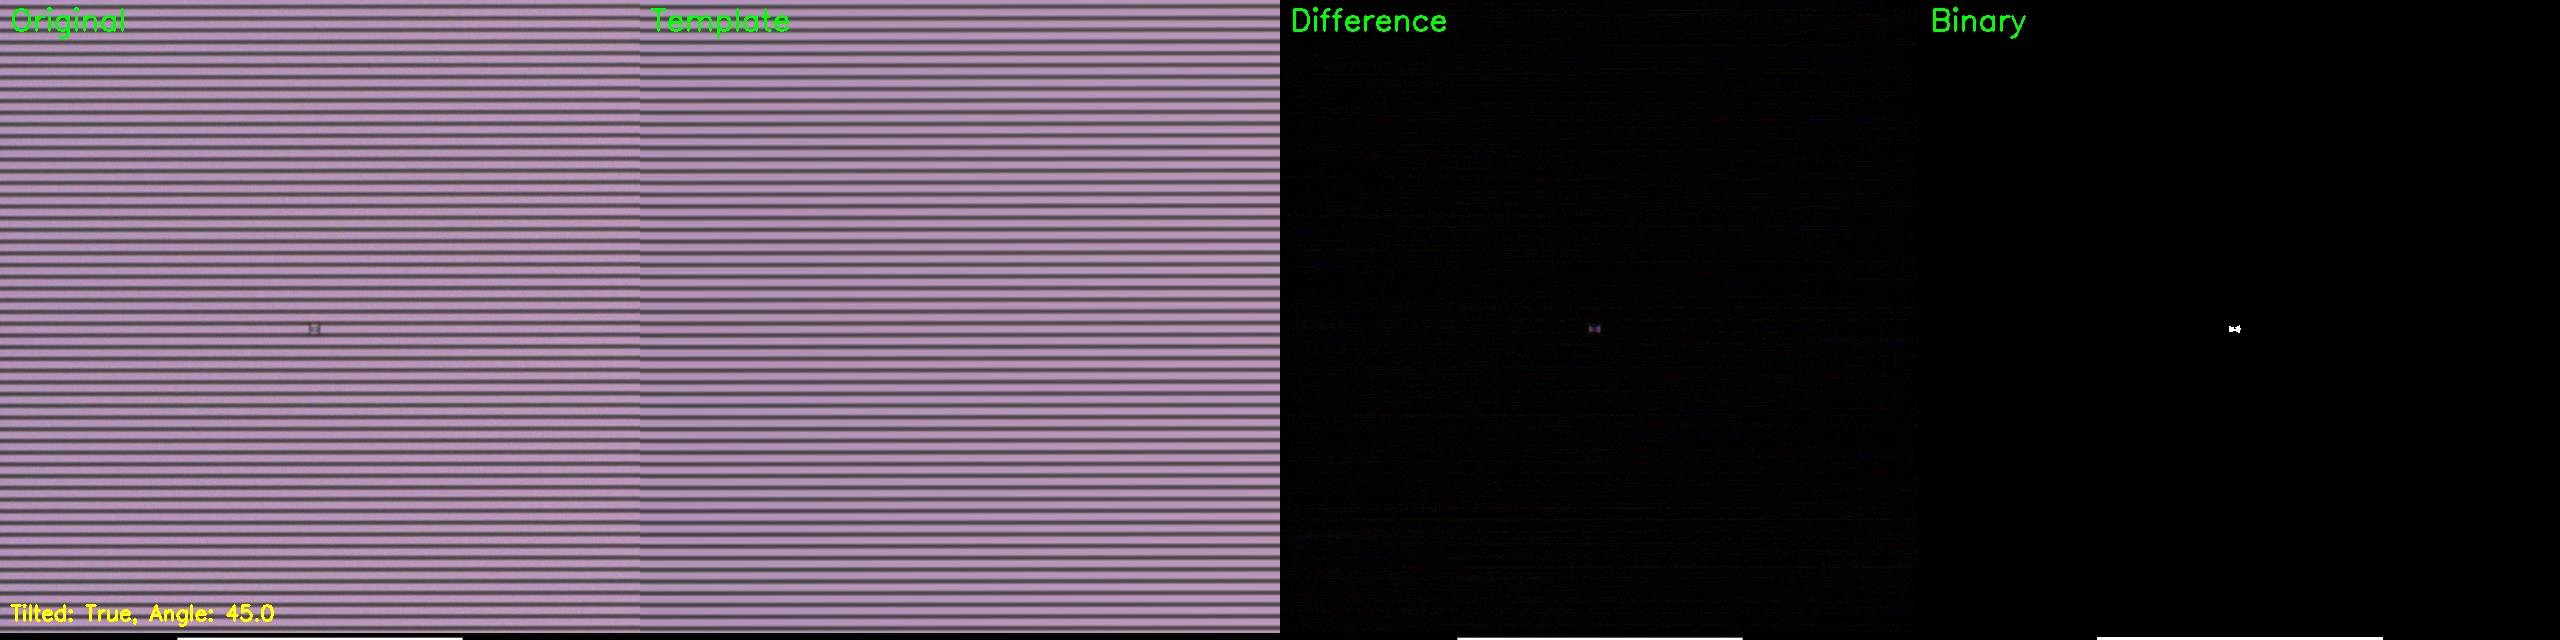 Original
Template
Difference
Binary
Tilted: True, Angle: 45.0